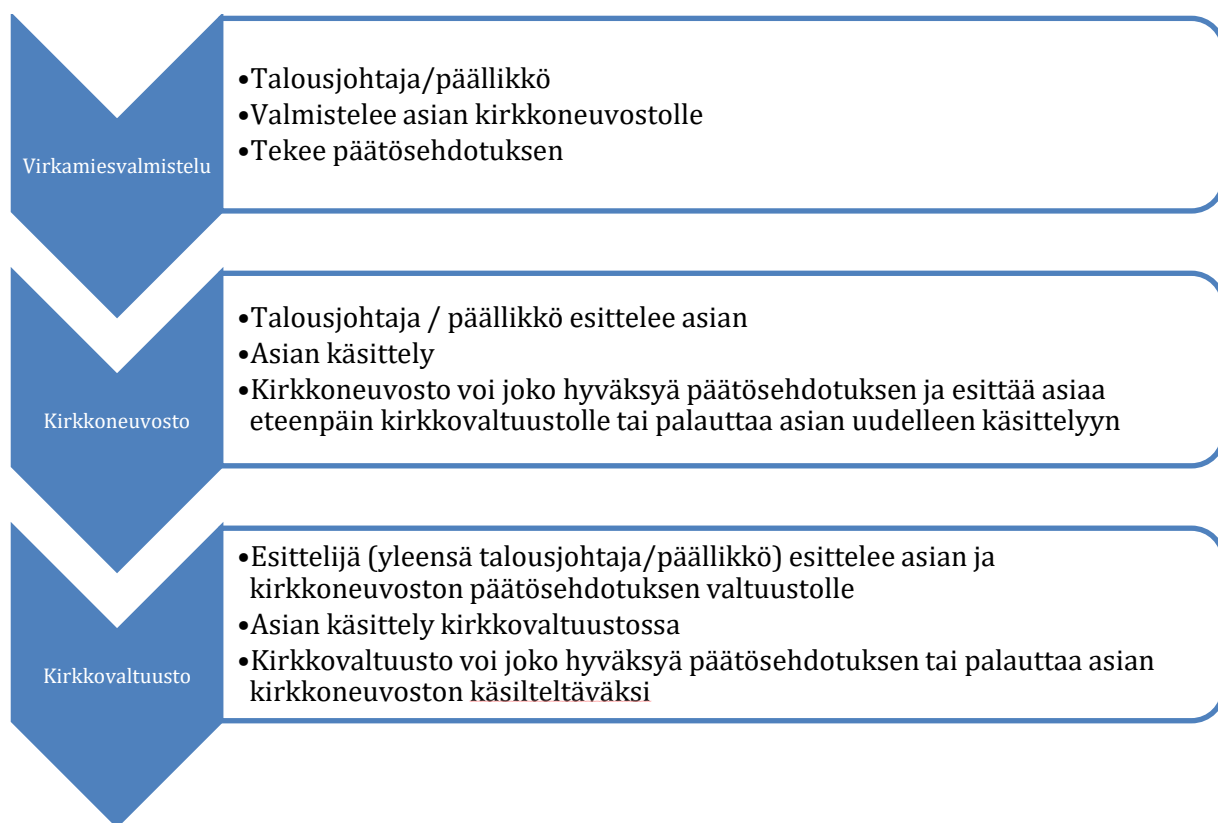 Virkamiesvalmistelu
•Talousjohtaja/päällikkö
•Valmistelee asian kirkkoneuvostolle
•Tekee päätösehdotuksen
Kirkkoneuvosto
•Talousjohtaja / päällikkö esittelee asian
•Asian käsittely
•Kirkkoneuvosto voi joko hyväksyä päätösehdotuksen ja esittää asiaa
eteenpäin kirkkovaltuustolle tai palauttaa asian uudelleen käsittelyyn
Kirkkovaltuusto
•Esittelijä (yleensä talousjohtaja/päällikkö) esittelee asian ja
kirkkoneuvoston päätösehdotuksen valtuustolle
•Asian käsittely kirkkovaltuustossa
•Kirkkovaltuusto voi joko hyväksyä päätösehdotuksen tai palauttaa asian
kirkkoneuvoston käsilteltäväksi